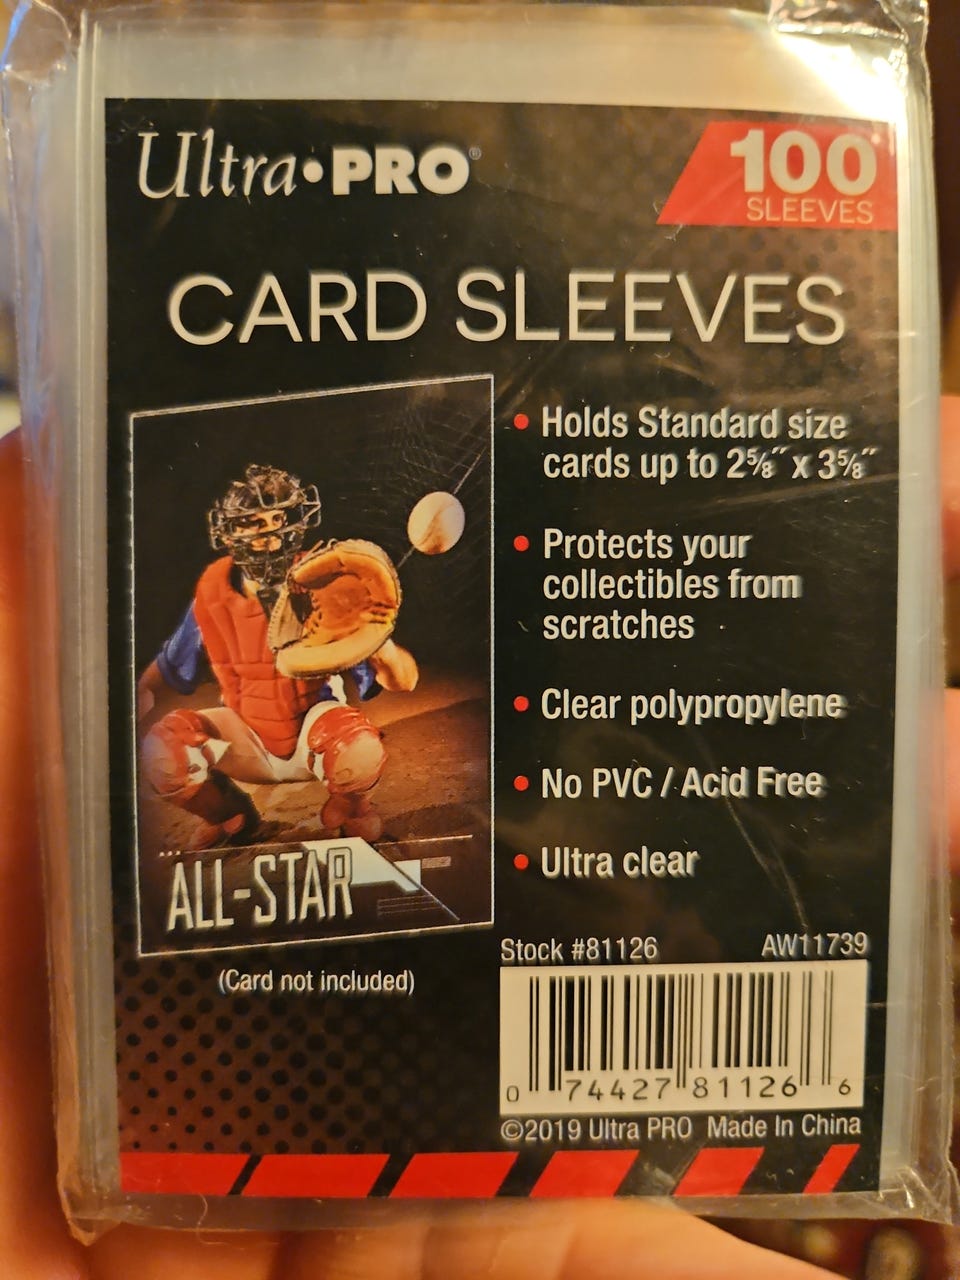 Ultra•PRO®
100
SLEEVES
CARD SLEEVES
• Holds Standard size
cards up to 2⅝″ x 3⅝″
• Protects your
collectibles from
scratches
• Clear polypropylene
• No PVC / Acid Free
• Ultra clear
ALL-STAR
(Card not included)
Stock #81126 AW11739
0 74427 81126 6
©2019 Ultra PRO Made In China